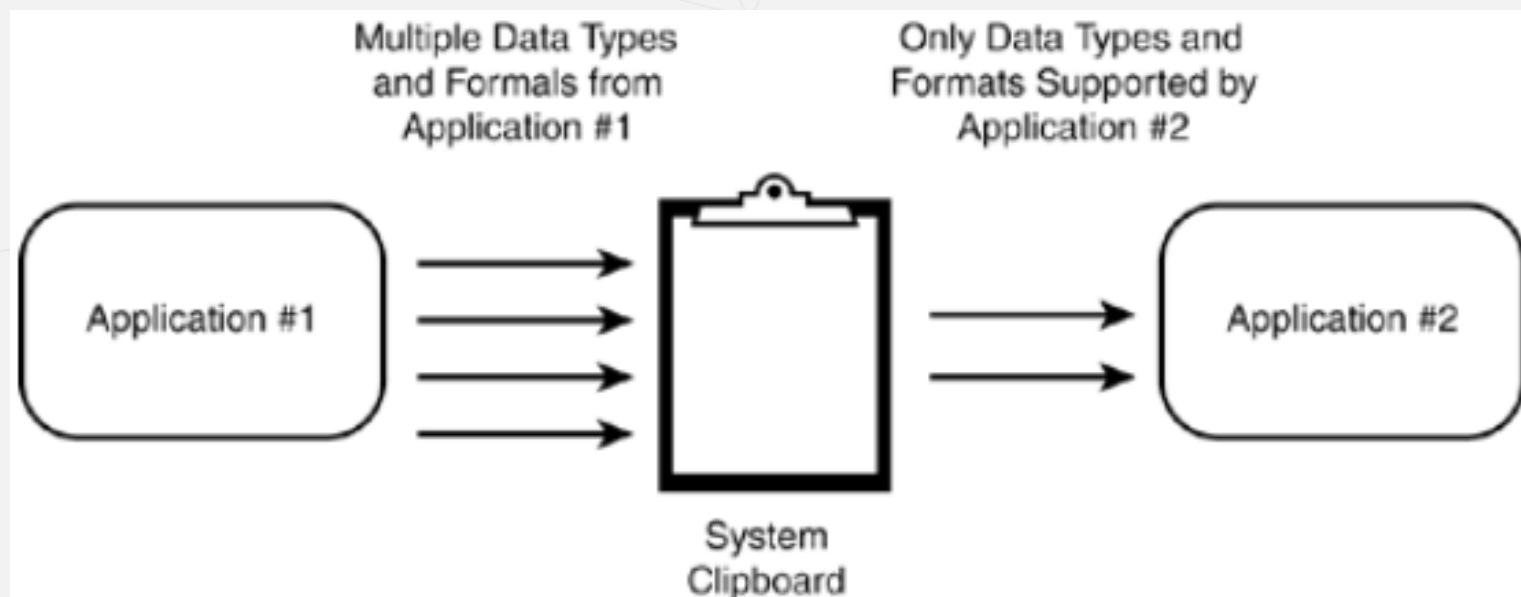 Multiple Data Types
and Formals from
Application #1
Only Data Types and
Formats Supported by
Application #2
Application #1
Application #2
System
Clipboard